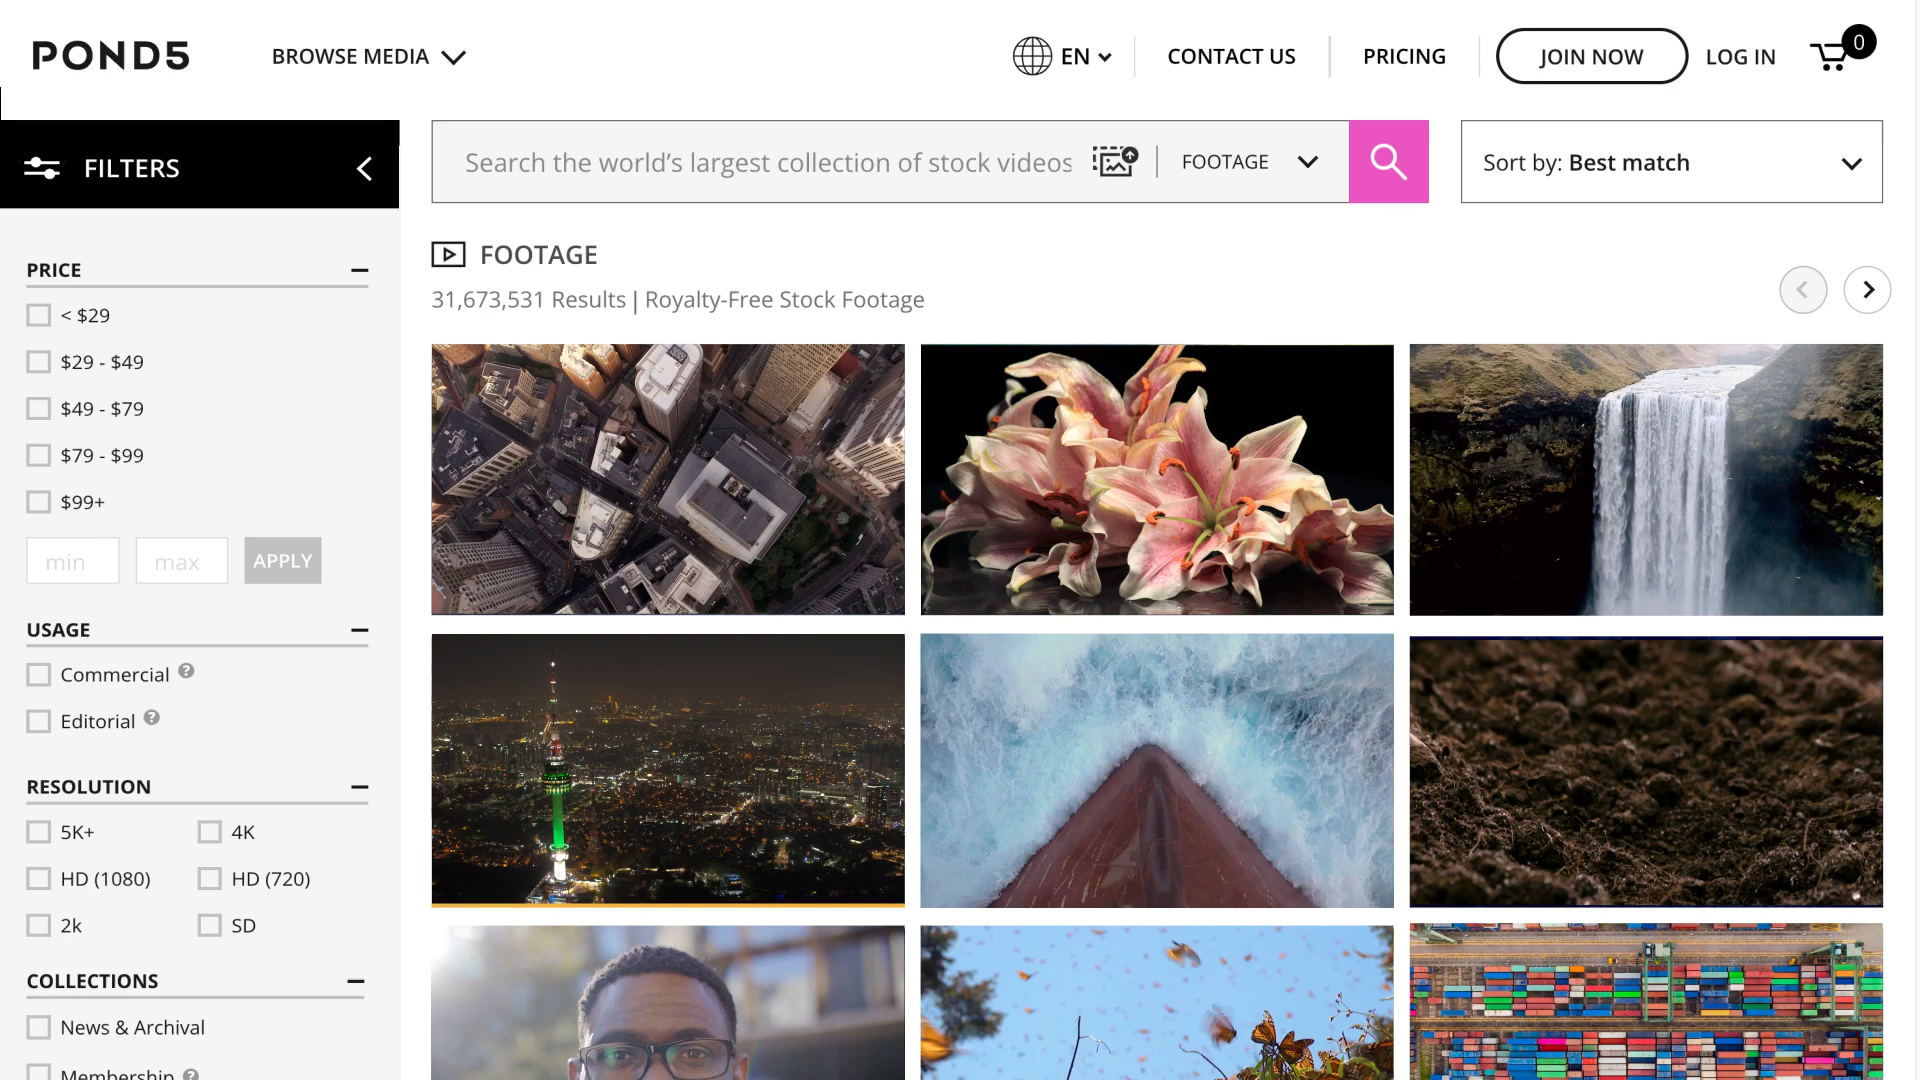 POND5
BROWSE MEDIA
EN
CONTACT US
PRICING
JOIN NOW
LOG IN
0
FILTERS
Search the world's largest collection of stock videos
FOOTAGE
Sort by: Best match
FOOTAGE
31,673,531 Results | Royalty-Free Stock Footage
PRICE
< $29
$29 - $49
$49 - $79
$79 - $99
$99+
min
max
APPLY
USAGE
Commercial ?
Editorial ?
RESOLUTION
5K+
4K
HD (1080)
HD (720)
2k
SD
COLLECTIONS
News & Archival
Membership ?